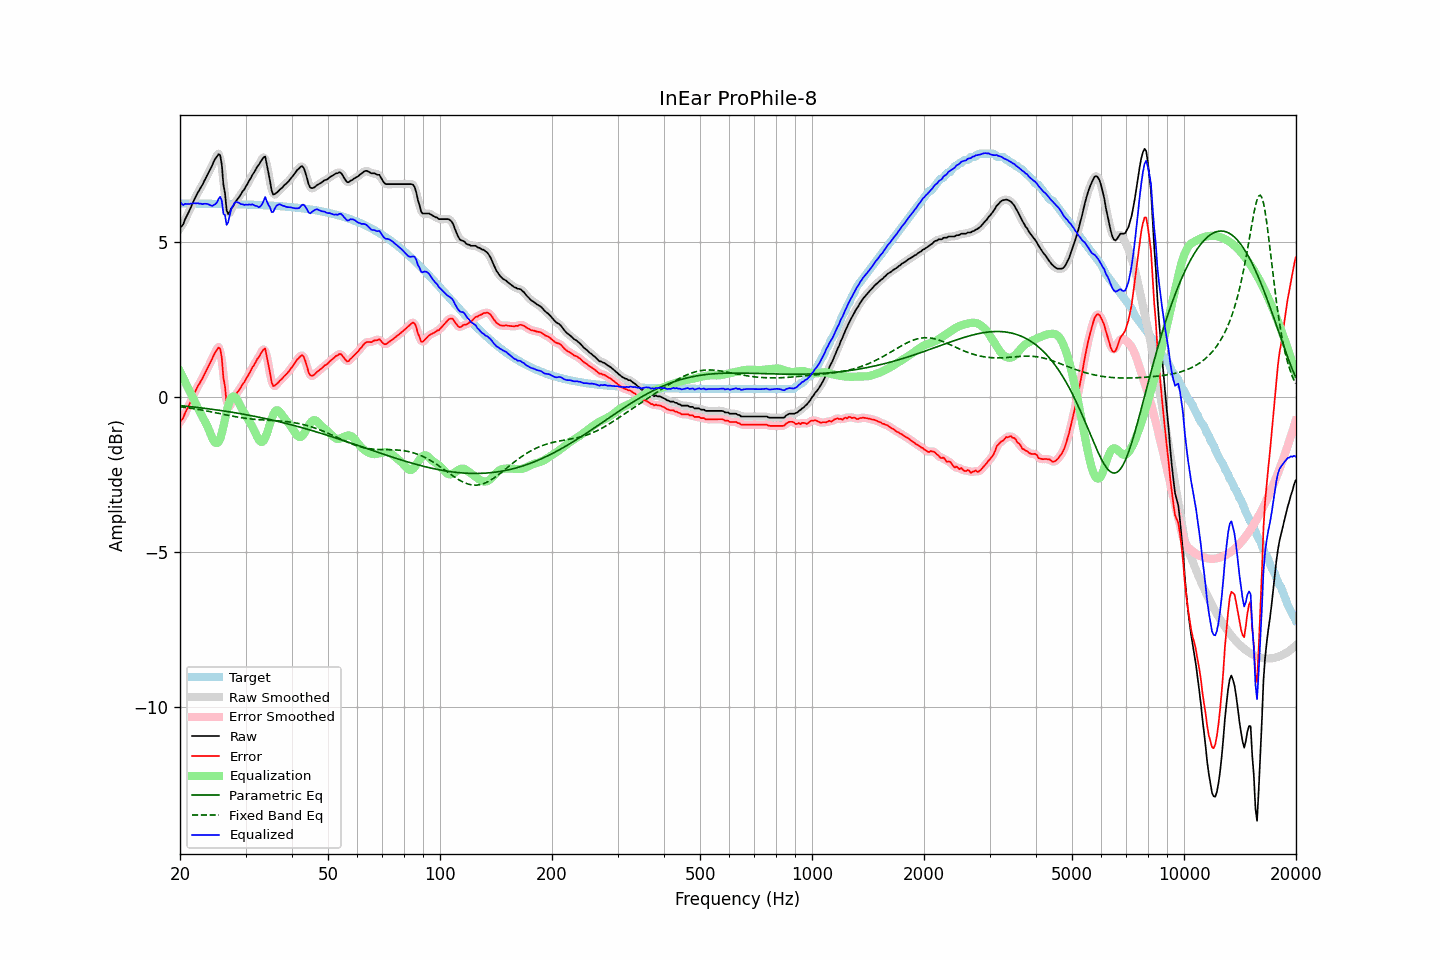 InEar ProPhile-8
Amplitude (dBr)
5
0
−5
−10
Target
Raw Smoothed
Error Smoothed
Raw
Error
Equalization
Parametric Eq
Fixed Band Eq
Equalized
20 50 100 200 500 1000 2000 5000 10000 20000
Frequency (Hz)